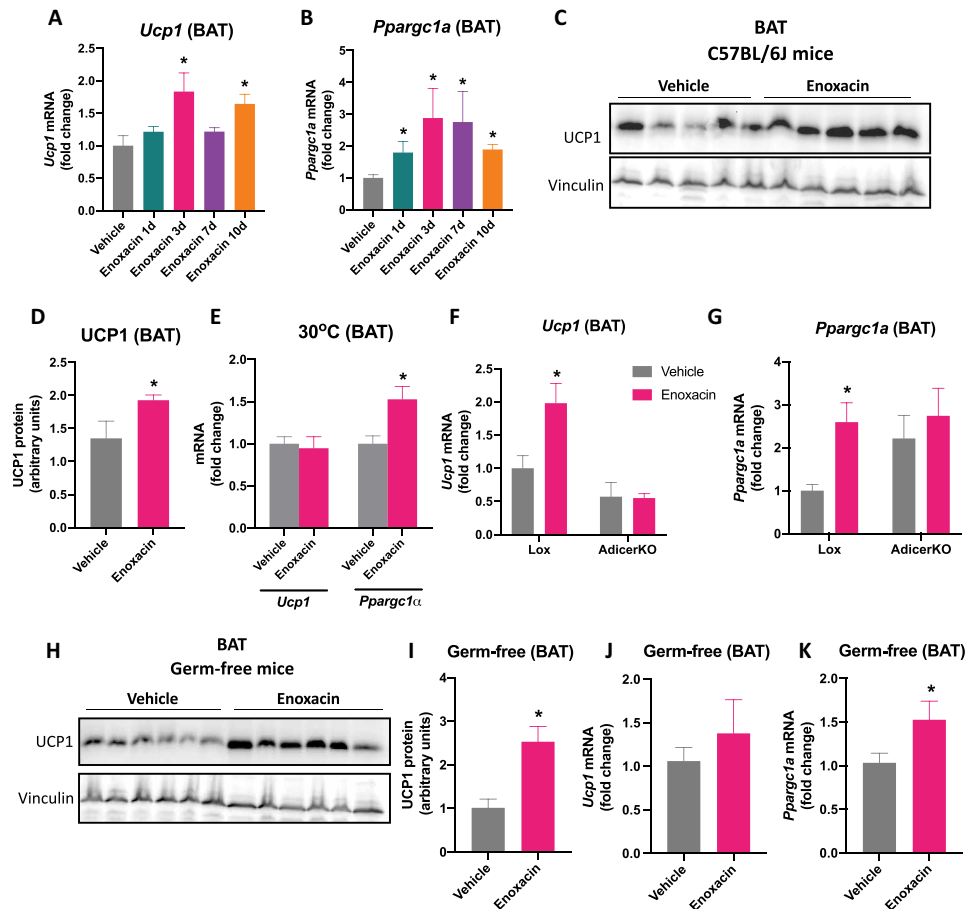 A
Ucp1 (BAT)
Ucp1 mRNA
(fold change)
2.5
2.0
1.5
1.0
0.5
0.0
Vehicle
Enoxacin 1d
Enoxacin 3d
Enoxacin 7d
Enoxacin 10d
*
*
B
Ppargc1a (BAT)
Ppargc1a mRNA
(fold change)
5
4
3
2
1
0
Vehicle
Enoxacin 1d
Enoxacin 3d
Enoxacin 7d
Enoxacin 10d
*
*
*
*
C
BAT
C57BL/6J mice
Vehicle
Enoxacin
UCP1
Vinculin
D
UCP1 (BAT)
UCP1 protein
(arbitrary units)
2.5
2.0
1.5
1.0
0.5
0.0
*
Vehicle
Enoxacin
E
30°C (BAT)
mRNA
(fold change)
2.0
1.5
1.0
0.5
0.0
*
Vehicle
Enoxacin
Vehicle
Enoxacin
Ucp1
Ppargc1α
F
Ucp1 (BAT)
Ucp1 mRNA
(fold change)
2.5
2.0
1.5
1.0
0.5
0.0
*
Lox
AdicerKO
Vehicle
Enoxacin
G
Ppargc1a (BAT)
Ppargc1a mRNA
(fold change)
4
3
2
1
0
*
Lox
AdicerKO
H
BAT
Germ-free mice
Vehicle
Enoxacin
UCP1
Vinculin
I
Germ-free (BAT)
UCP1 protein
(arbitrary units)
4
3
2
1
0
*
Vehicle
Enoxacin
J
Germ-free (BAT)
Ucp1 mRNA
(fold change)
2.0
1.5
1.0
0.5
0.0
Vehicle
Enoxacin
K
Germ-free (BAT)
Ppargc1a mRNA
(fold change)
2.0
1.5
1.0
0.5
0.0
*
Vehicle
Enoxacin